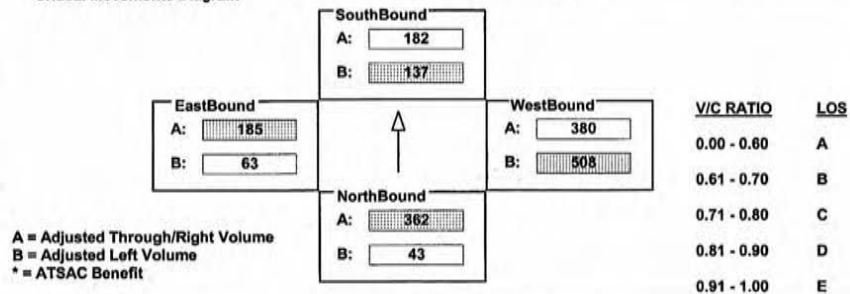 SouthBound
A: 182
B: 137
EastBound
A: 185
B: 63
WestBound
A: 380
B: 508
NorthBound
A: 362
B: 43
A = Adjusted Through/Right Volume
B = Adjusted Left Volume
* = ATSAC Benefit
V/C RATIO LOS
0.00 - 0.60 A
0.61 - 0.70 B
0.71 - 0.80 C
0.81 - 0.90 D
0.91 - 1.00 E